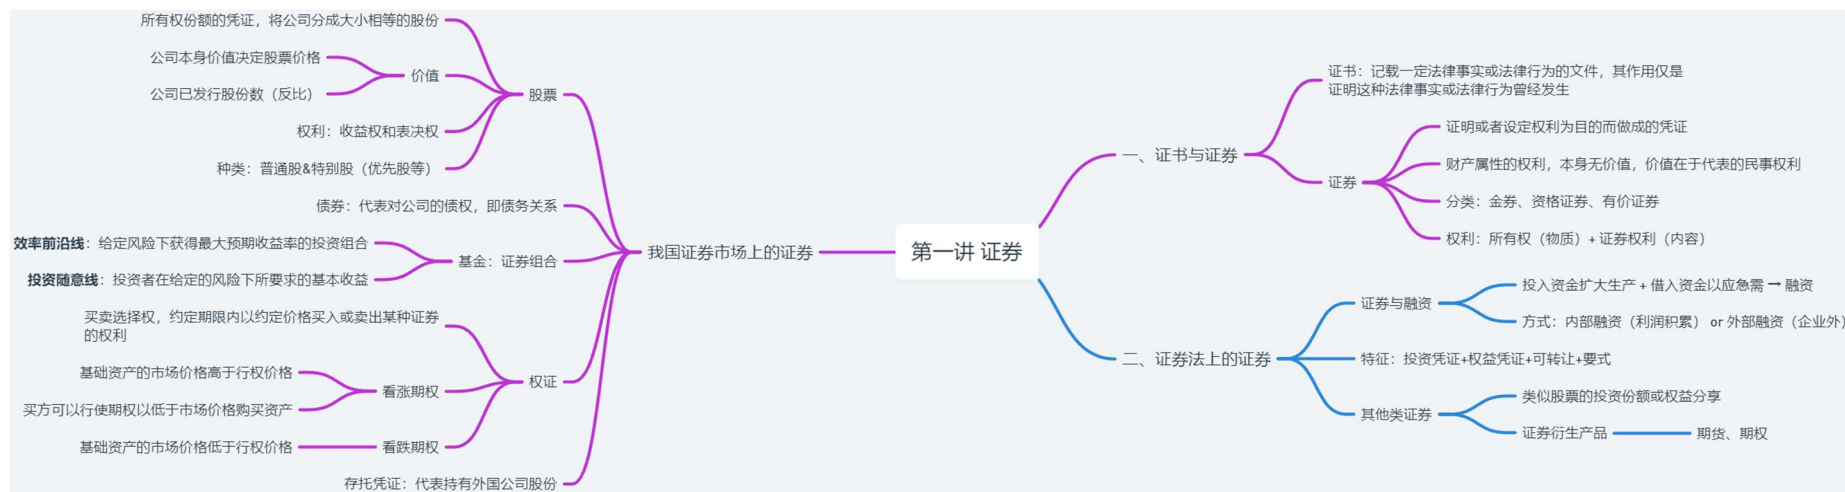 第一讲 证券
一、证书与证券
证书：记载一定法律事实或法律行为的文件，其作用仅是
证明这种法律事实或法律行为曾经发生
证券
证明或者设定权利为目的而做成的凭证
财产属性的权利，本身无价值，价值在于代表的民事权利
分类：金券、资格证券、有价证券
权利：所有权（物质）+ 证券权利（内容）
二、证券法上的证券
证券与融资
投入资金扩大生产 + 借入资金以应急需 → 融资
方式：内部融资（利润积累） or 外部融资（企业外）
特征：投资凭证+权益凭证+可转让+要式
其他类证券
类似股票的投资份额或权益分享
证券衍生产品
期货、期权
我国证券市场上的证券
股票
所有权份额的凭证，将公司分成大小相等的股份
价值
公司本身价值决定股票价格
公司已发行股份数（反比）
权利：收益权和表决权
种类：普通股&特别股（优先股等）
债券：代表对公司的债权，即债务关系
基金：证券组合
效率前沿线：给定风险下获得最大预期收益率的投资组合
投资随意线：投资者在给定的风险下所要求的基本收益
权证
买卖选择权，约定期限内以约定价格买入或卖出某种证券
的权利
看涨期权
基础资产的市场价格高于行权价格
买方可以行使期权以低于市场价格购买资产
看跌期权
基础资产的市场价格低于行权价格
存托凭证：代表持有外国公司股份